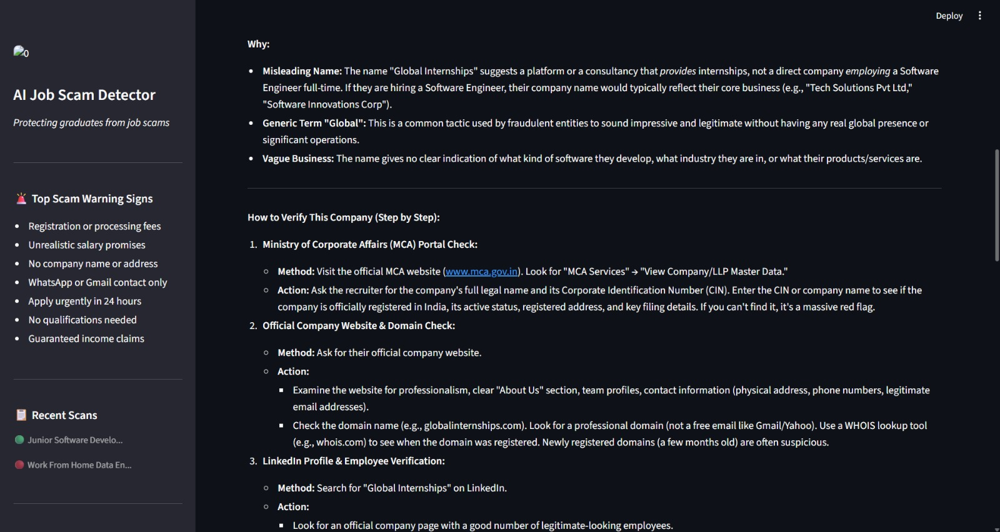 Deploy
0
AI Job Scam Detector
Protecting graduates from job scams
🚨 Top Scam Warning Signs
• Registration or processing fees
• Unrealistic salary promises
• No company name or address
• WhatsApp or Gmail contact only
• Apply urgently in 24 hours
• No qualifications needed
• Guaranteed income claims
📋 Recent Scans
🟢 Junior Software Develo...
🔴 Work From Home Data En...
Why:
• Misleading Name: The name "Global Internships" suggests a platform or a consultancy that provides internships, not a direct company employing a Software
Engineer full-time. If they are hiring a Software Engineer, their company name would typically reflect their core business (e.g., "Tech Solutions Pvt Ltd,"
"Software Innovations Corp").
• Generic Term "Global": This is a common tactic used by fraudulent entities to sound impressive and legitimate without having any real global presence or
significant operations.
• Vague Business: The name gives no clear indication of what kind of software they develop, what industry they are in, or what their products/services are.
How to Verify This Company (Step by Step):
1. Ministry of Corporate Affairs (MCA) Portal Check:
○ Method: Visit the official MCA website (www.mca.gov.in). Look for "MCA Services" → "View Company/LLP Master Data."
○ Action: Ask the recruiter for the company's full legal name and its Corporate Identification Number (CIN). Enter the CIN or company name to see if the
company is officially registered in India, its active status, registered address, and key filing details. If you can't find it, it's a massive red flag.
2. Official Company Website & Domain Check:
○ Method: Ask for their official company website.
○ Action:
▪ Examine the website for professionalism, clear "About Us" section, team profiles, contact information (physical address, phone numbers, legitimate
email addresses).
▪ Check the domain name (e.g., globalinternships.com). Look for a professional domain (not a free email like Gmail/Yahoo). Use a WHOIS lookup tool
(e.g., whois.com) to see when the domain was registered. Newly registered domains (a few months old) are often suspicious.
3. LinkedIn Profile & Employee Verification:
○ Method: Search for "Global Internships" on LinkedIn.
○ Action:
▪ Look for an official company page with a good number of legitimate-looking employees.